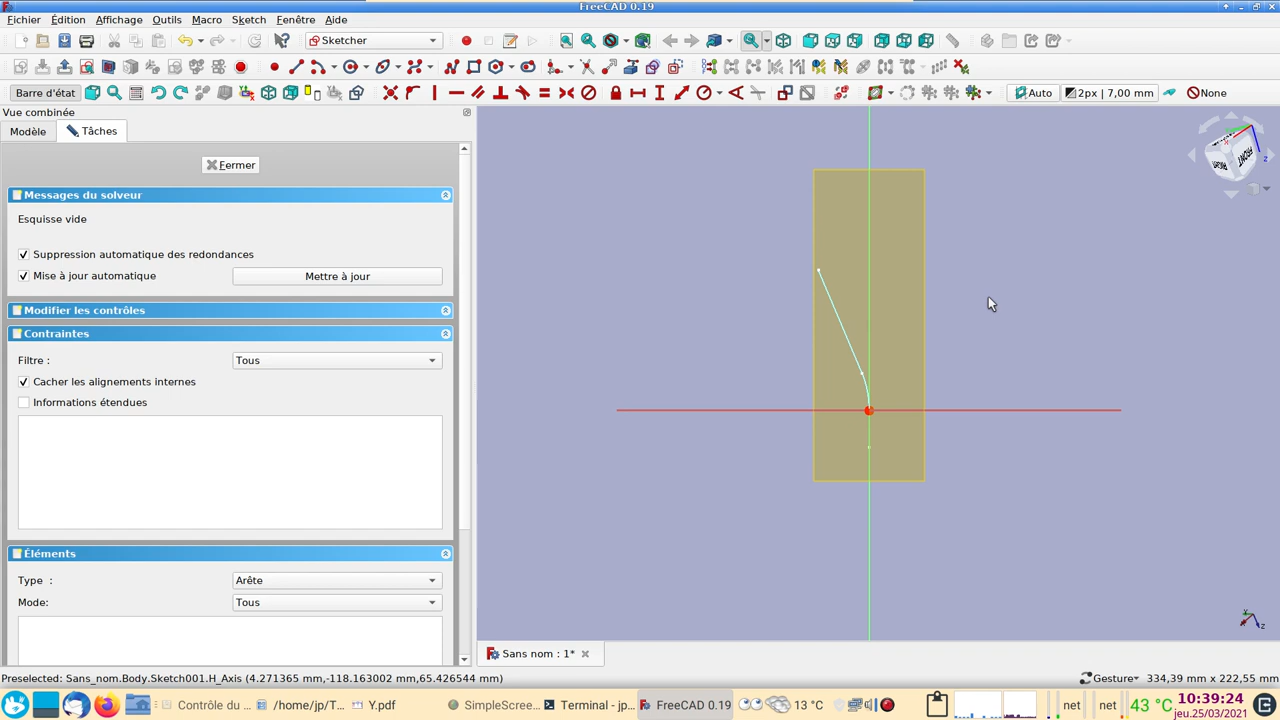 FreeCAD 0.19
Fichier Édition Affichage Outils Macro Sketch Fenêtre Aide
Sketcher
Barre d'état
Auto
2px | 7,00 mm
None
Vue combinée
Modèle Tâches
Fermer
Messages du solveur
Esquisse vide
Suppression automatique des redondances
Mise à jour automatique
Mettre à jour
Modifier les contrôles
Contraintes
Filtre :
Tous
Cacher les alignements internes
Informations étendues
Éléments
Type :
Arête
Mode:
Tous
FRONT
Sans nom : 1*
Preselected: Sans_nom.Body.Sketch001.H_Axis (4.271365 mm,-118.163002 mm,65.426544 mm)
Gesture
334,39 mm x 222,55 mm
Contrôle du ...
/home/jp/T...
Y.pdf
SimpleScree...
Terminal - jp...
FreeCAD 0.19
13 °C
net
net
43 °C
10:39:24
jeu.25/03/2021